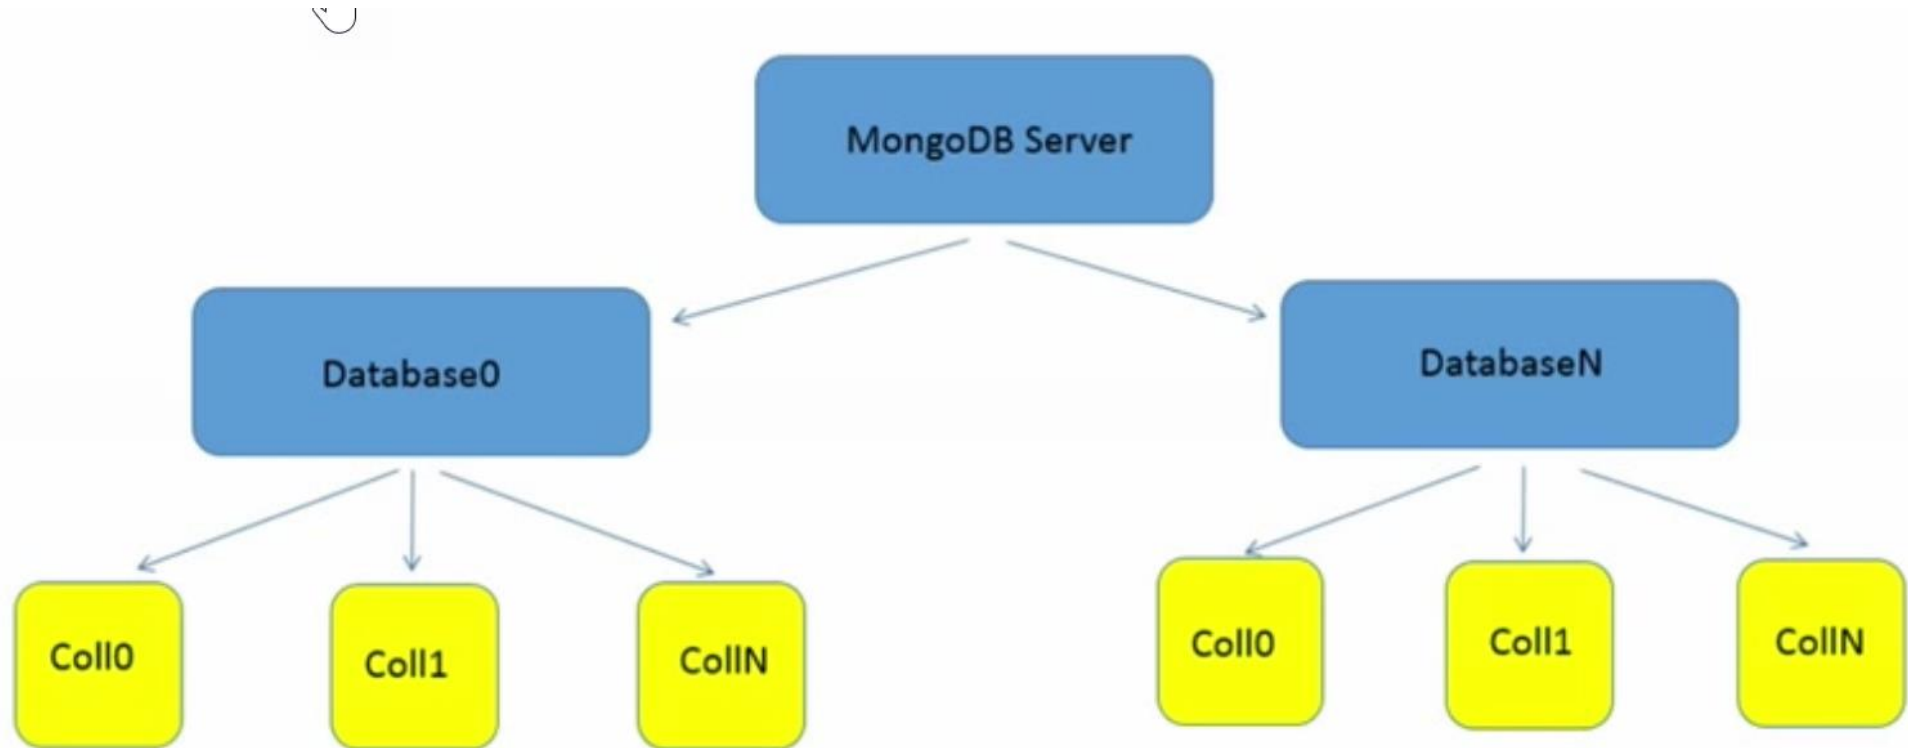 MongoDB Server
Database0
DatabaseN
Coll0
Coll1
CollN
Coll0
Coll1
CollN